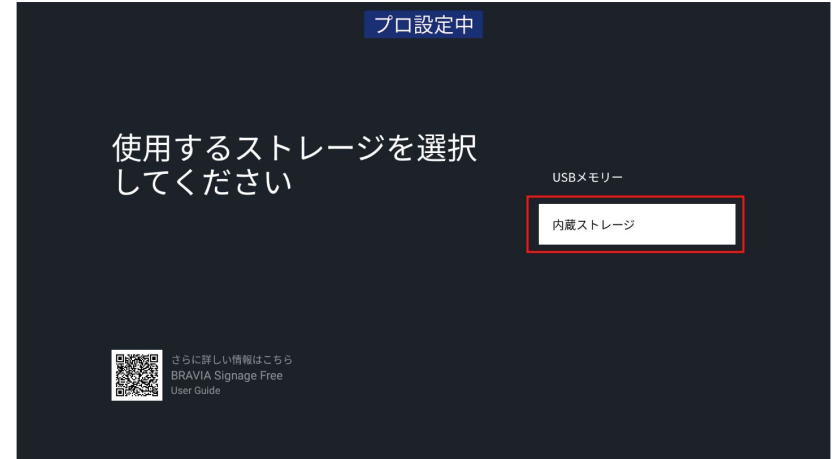 プロ設定中
使用するストレージを選択
してください
USBメモリー
内蔵ストレージ
さらに詳しい情報はこちら
BRAVIA Signage Free
User Guide